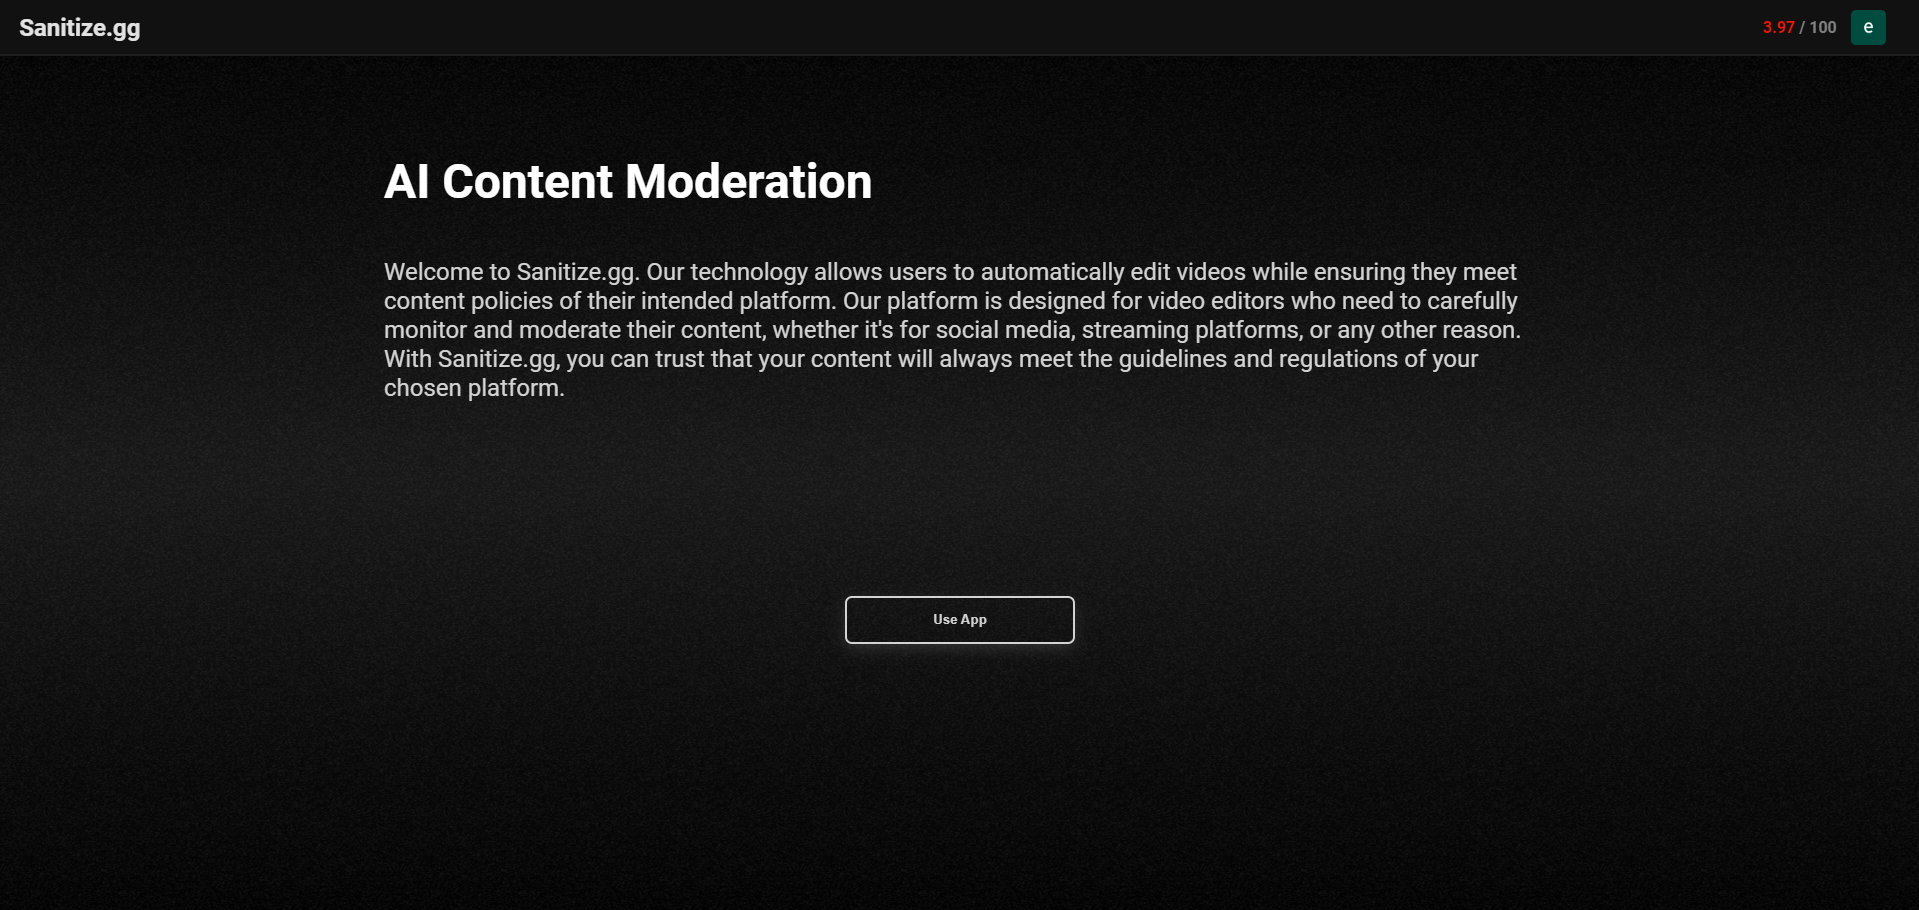 Sanitize.gg
3.97 / 100
e
AI Content Moderation
Welcome to Sanitize.gg. Our technology allows users to automatically edit videos while ensuring they meet
content policies of their intended platform. Our platform is designed for video editors who need to carefully
monitor and moderate their content, whether it's for social media, streaming platforms, or any other reason.
With Sanitize.gg, you can trust that your content will always meet the guidelines and regulations of your
chosen platform.
Use App